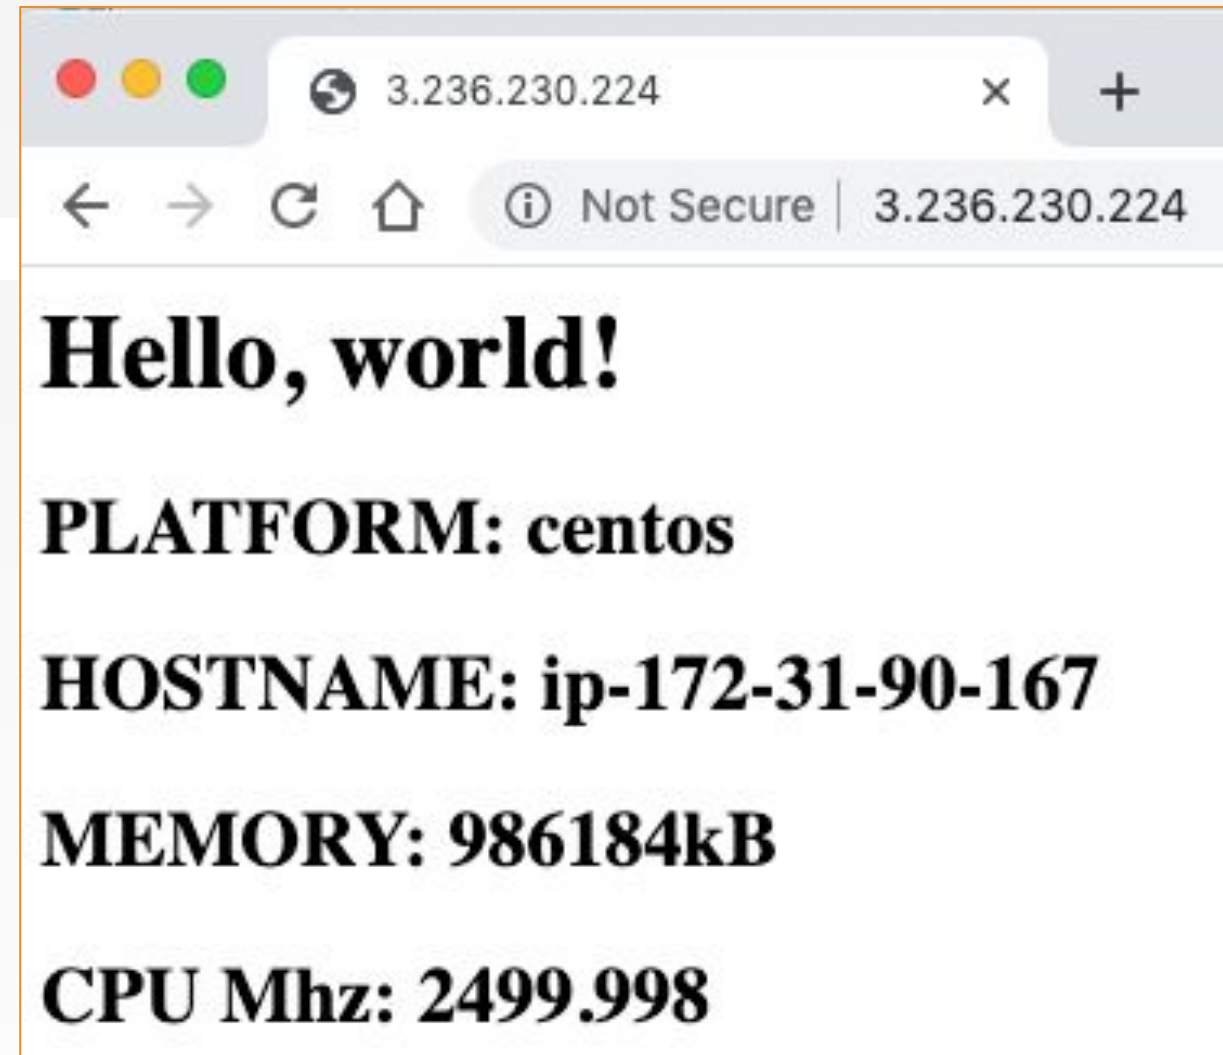 3.236.230.224
Not Secure 3.236.230.224
Hello, world!
PLATFORM: centos
HOSTNAME: ip-172-31-90-167
MEMORY: 986184kB
CPU Mhz: 2499.998